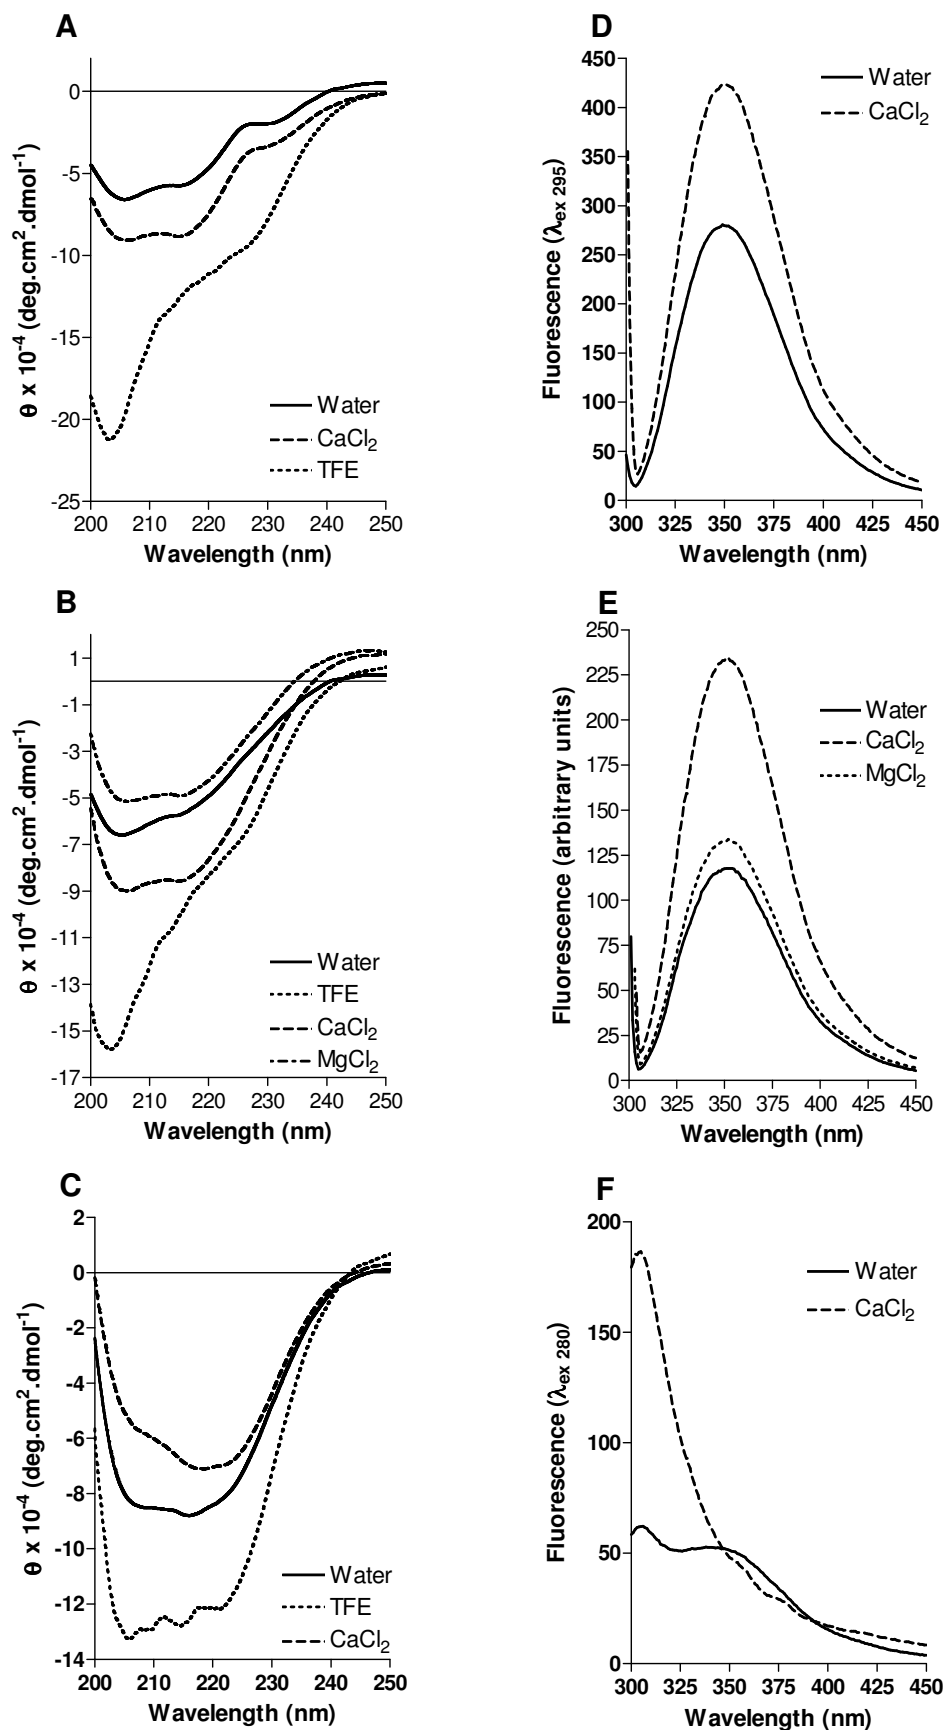 A
θ x 10⁻⁴ (deg.cm².dmol⁻¹)
0
-5
-10
-15
-20
-25
200 210 220 230 240 250
Wavelength (nm)
Water
CaCl₂
TFE
D
Fluorescence (λex 295)
450
400
350
300
250
200
150
100
50
0
300 325 350 375 400 425 450
Wavelength (nm)
Water
CaCl₂
B
θ x 10⁻⁴ (deg.cm².dmol⁻¹)
1
-1
-3
-5
-7
-9
-11
-13
-15
-17
200 210 220 230 240 250
Wavelength (nm)
Water
TFE
CaCl₂
MgCl₂
E
Fluorescence (arbitrary units)
250
225
200
175
150
125
100
75
50
25
0
300 325 350 375 400 425 450
Wavelength (nm)
Water
CaCl₂
MgCl₂
C
θ x 10⁻⁴ (deg.cm².dmol⁻¹)
2
0
-2
-4
-6
-8
-10
-12
-14
200 210 220 230 240 250
Wavelength (nm)
Water
TFE
CaCl₂
F
Fluorescence (λex 280)
200
150
100
50
0
300 325 350 375 400 425 450
Wavelength (nm)
Water
CaCl₂